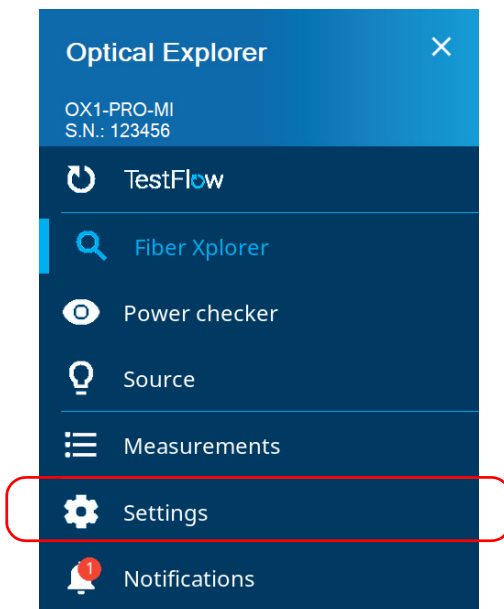 Optical Explorer
OX1-PRO-MI
S.N.: 123456
TestFlow
Fiber Xplorer
Power checker
Source
Measurements
Settings
1
Notifications